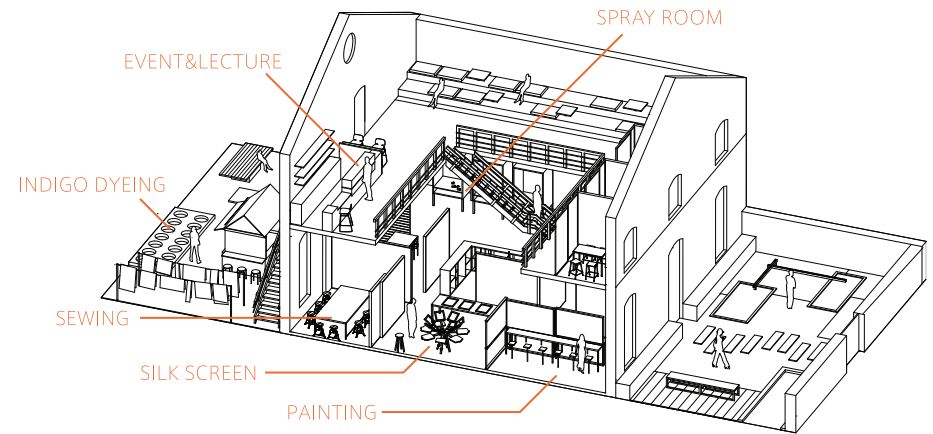 SPRAY ROOM
EVENT&LECTURE
INDIGO DYEING
SEWING
SILK SCREEN
PAINTING